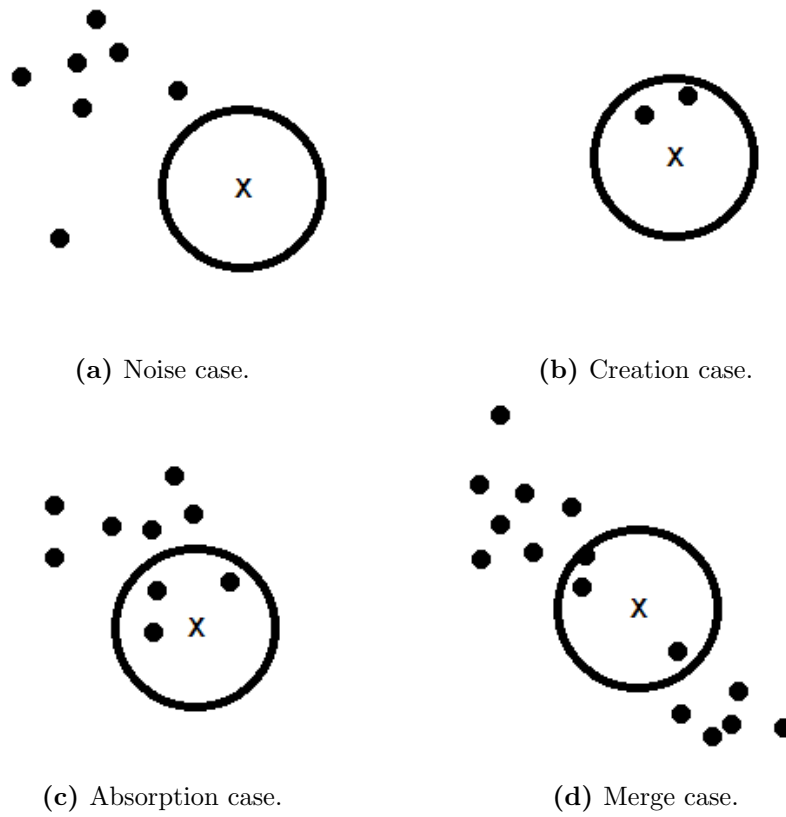 X
X
(a) Noise case.
(b) Creation case.
X
X
(c) Absorption case.
(d) Merge case.